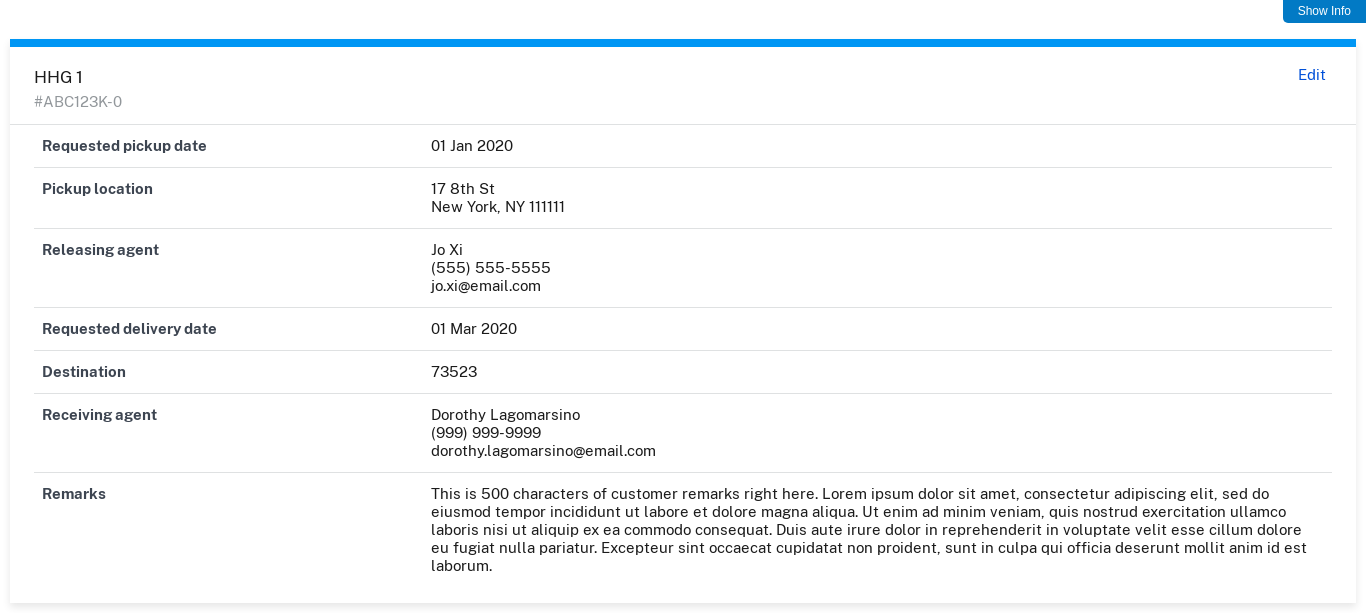 Show Info
HHG 1
Edit
#ABC123K-0
Requested pickup date
01 Jan 2020
Pickup location
17 8th St
New York, NY 111111
Releasing agent
Jo Xi
(555) 555-5555
jo.xi@email.com
Requested delivery date
01 Mar 2020
Destination
73523
Receiving agent
Dorothy Lagomarsino
(999) 999-9999
dorothy.lagomarsino@email.com
Remarks
This is 500 characters of customer remarks right here. Lorem ipsum dolor sit amet, consectetur adipiscing elit, sed do
eiusmod tempor incididunt ut labore et dolore magna aliqua. Ut enim ad minim veniam, quis nostrud exercitation ullamco
laboris nisi ut aliquip ex ea commodo consequat. Duis aute irure dolor in reprehenderit in voluptate velit esse cillum dolore
eu fugiat nulla pariatur. Excepteur sint occaecat cupidatat non proident, sunt in culpa qui officia deserunt mollit anim id est
laborum.